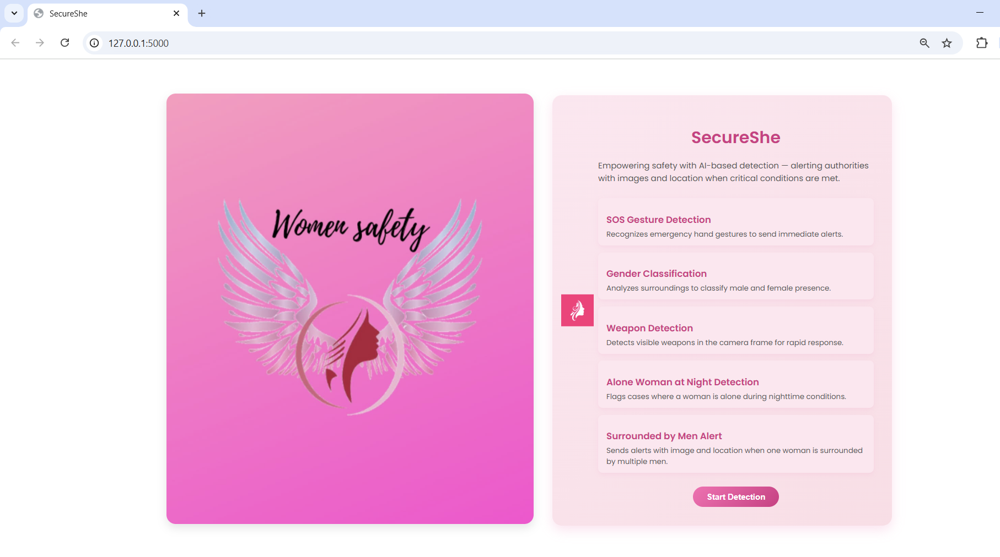 SecureShe
127.0.0.1:5000
Women safety
SecureShe
Empowering safety with AI-based detection — alerting authorities
with images and location when critical conditions are met.
SOS Gesture Detection
Recognizes emergency hand gestures to send immediate alerts.
Gender Classification
Analyzes surroundings to classify male and female presence.
Weapon Detection
Detects visible weapons in the camera frame for rapid response.
Alone Woman at Night Detection
Flags cases where a woman is alone during nighttime conditions.
Surrounded by Men Alert
Sends alerts with image and location when one woman is surrounded
by multiple men.
Start Detection